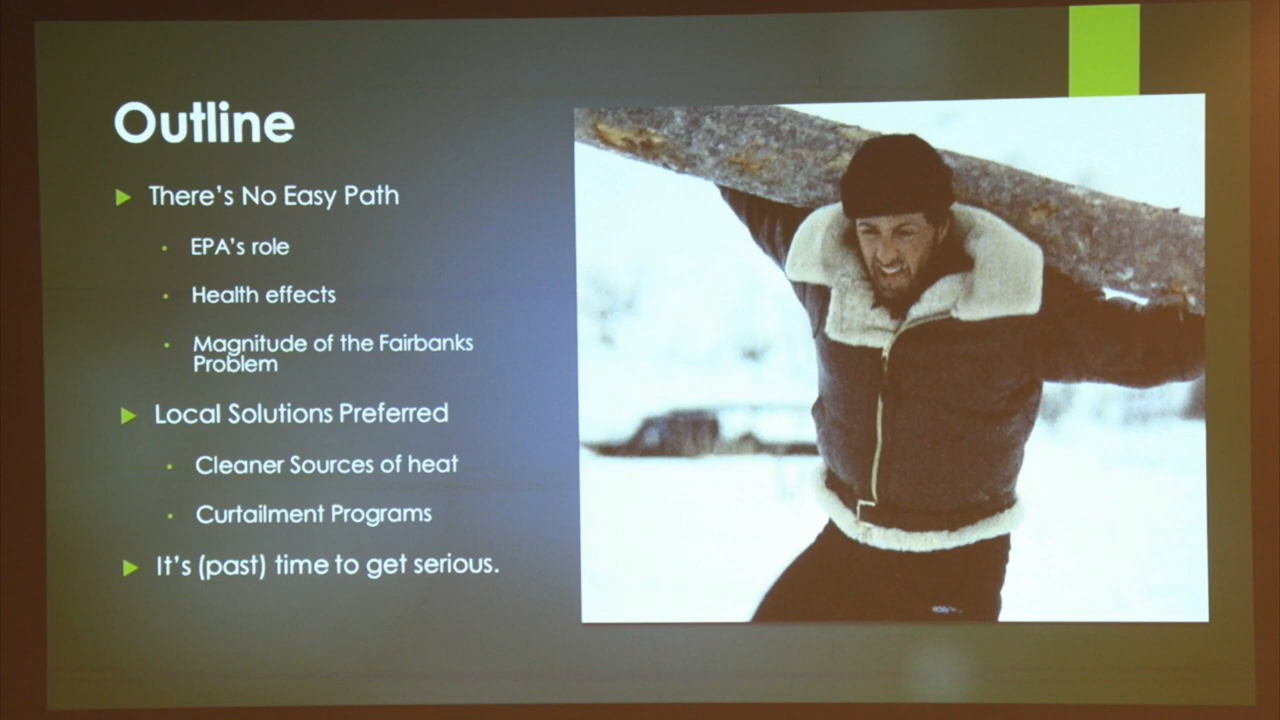 Outline
There's No Easy Path
EPA's role
Health effects
Magnitude of the Fairbanks
Problem
Local Solutions Preferred
Cleaner Sources of heat
Curtailment Programs
It's (past) time to get serious.